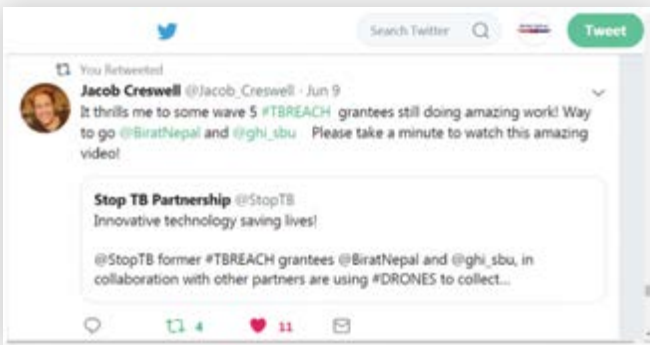 Search Twitter
Tweet
You Retweeted
Jacob Creswell @Jacob_Creswell · Jun 9
It thrills me to some wave 5 #TBREACH grantees still doing amazing work! Way
to go @BiratNepal and @ghi_sbu Please take a minute to watch this amazing
video!
Stop TB Partnership @StopTB
Innovative technology saving lives!
@StopTB former #TBREACH grantees @BiratNepal and @ghi_sbu, in
collaboration with other partners are using #DRONES to collect...
4
11